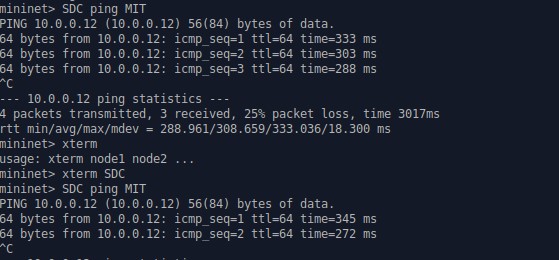 mininet> SDC ping MIT
PING 10.0.0.12 (10.0.0.12) 56(84) bytes of data.
64 bytes from 10.0.0.12: icmp_seq=1 ttl=64 time=333 ms
64 bytes from 10.0.0.12: icmp_seq=2 ttl=64 time=303 ms
64 bytes from 10.0.0.12: icmp_seq=3 ttl=64 time=288 ms
^C
--- 10.0.0.12 ping statistics ---
4 packets transmitted, 3 received, 25% packet loss, time 3017ms
rtt min/avg/max/mdev = 288.961/308.659/333.036/18.300 ms
mininet> xterm
usage: xterm node1 node2 ...
mininet> xterm SDC
mininet> SDC ping MIT
PING 10.0.0.12 (10.0.0.12) 56(84) bytes of data.
64 bytes from 10.0.0.12: icmp_seq=1 ttl=64 time=345 ms
64 bytes from 10.0.0.12: icmp_seq=2 ttl=64 time=272 ms
^C